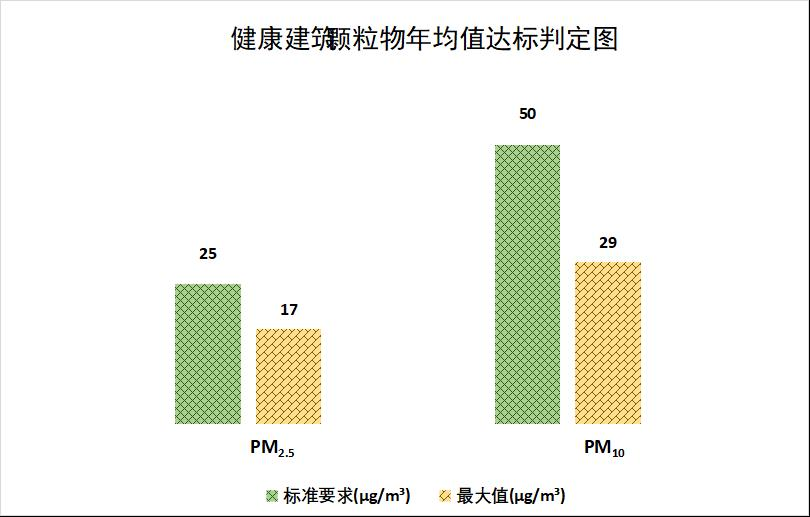 健康建筑颗粒物年均值达标判定图
50
29
25
17
PM₂.₅
PM₁₀
标准要求(μg/m³)
最大值(μg/m³)